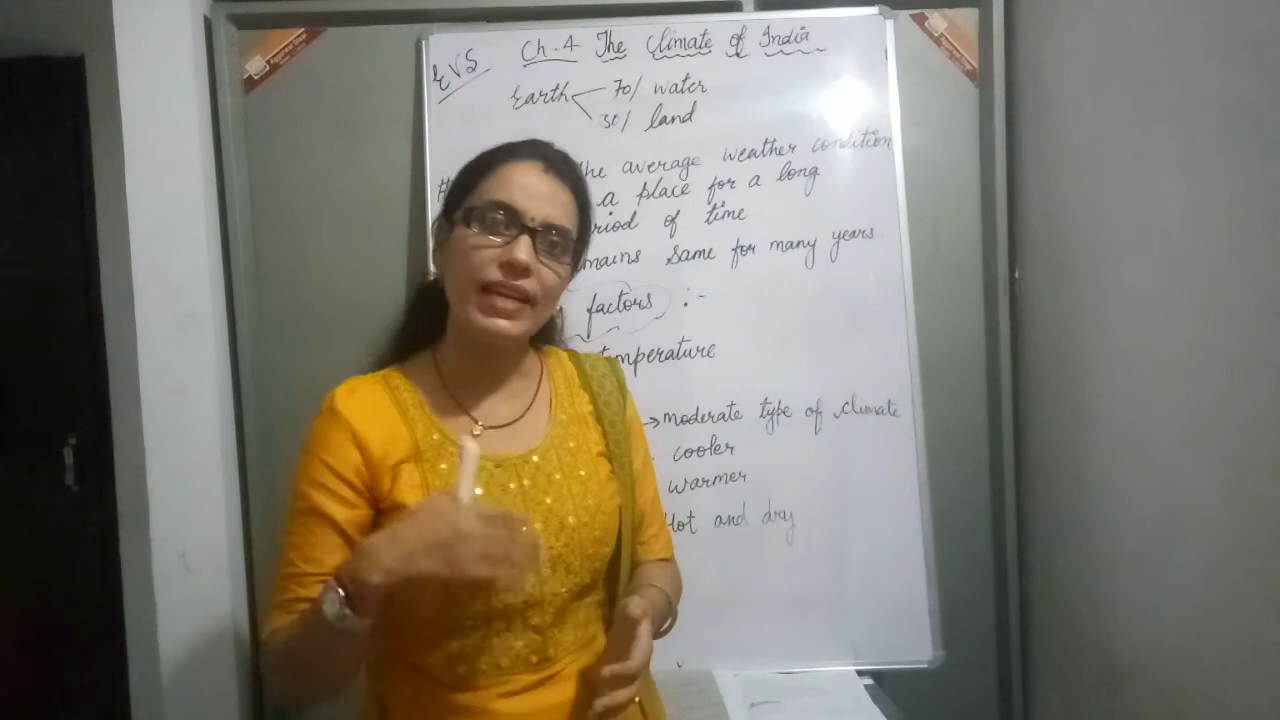 EVS
Ch-4 The Climate of India
Earth
70/ water
30/ land
#
the average weather condition
a place for a long
riod of time
mains same for many years
factors :-
temperature
→ moderate type of climate
cooler
warmer
Hot and dry